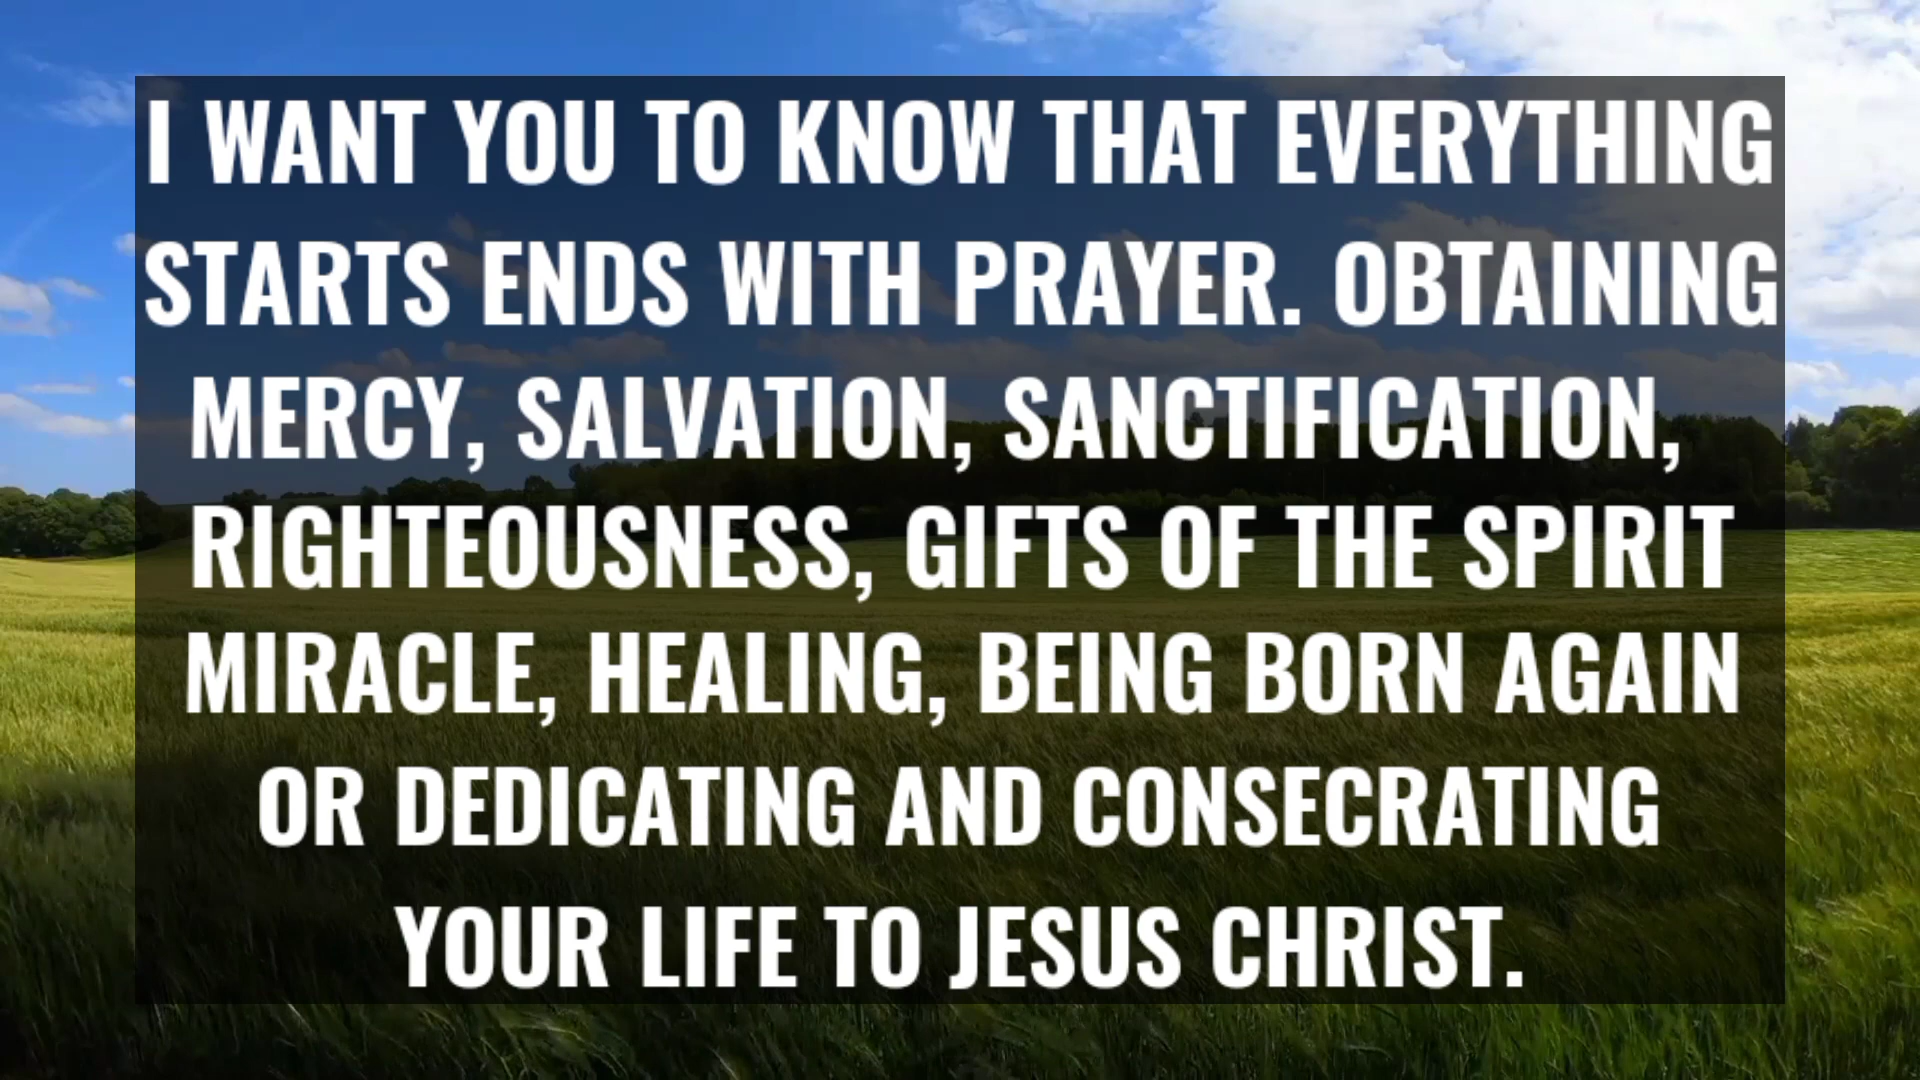 I WANT YOU TO KNOW THAT EVERYTHING
STARTS ENDS WITH PRAYER. OBTAINING
MERCY, SALVATION, SANCTIFICATION,
RIGHTEOUSNESS, GIFTS OF THE SPIRIT
MIRACLE, HEALING, BEING BORN AGAIN
OR DEDICATING AND CONSECRATING
YOUR LIFE TO JESUS CHRIST.